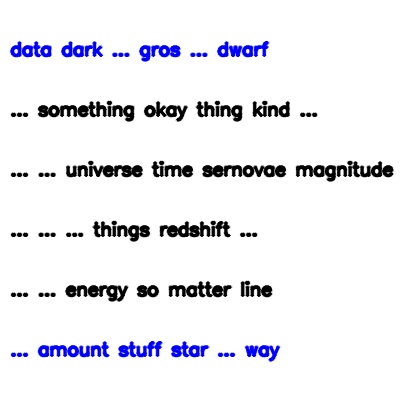 data dark ... gros ... dwarf
... something okay thing kind ...
... ... universe time sernovae magnitude
... ... ... things redshift ...
... ... energy so matter line
... amount stuff star ... way